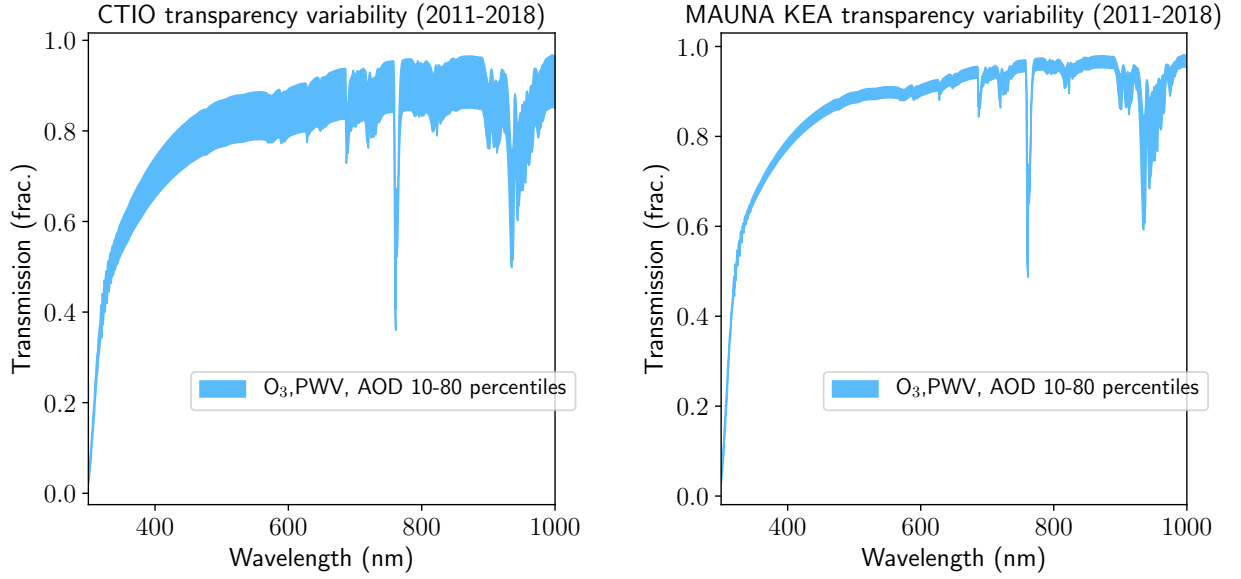 CTIO transparency variability (2011-2018)
Transmission (frac.)
1.0
0.8
0.6
0.4
0.2
0.0
O₃,PWV, AOD 10-80 percentiles
400
600
800
1000
Wavelength (nm)
MAUNA KEA transparency variability (2011-2018)
Transmission (frac.)
1.0
0.8
0.6
0.4
0.2
0.0
O₃,PWV, AOD 10-80 percentiles
400
600
800
1000
Wavelength (nm)